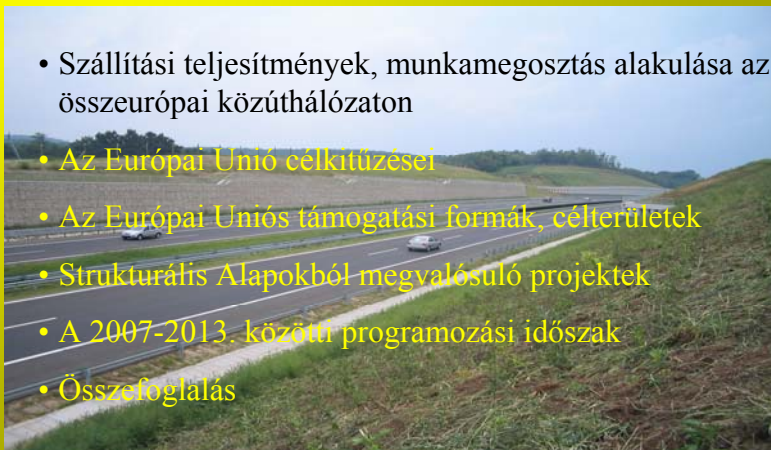 • Szállítási teljesítmények, munkamegosztás alakulása az
összeurópai közúthálózaton
• Az Európai Unió célkitűzései
• Az Európai Uniós támogatási formák, célterületek
• Strukturális Alapokból megvalósuló projektek
• A 2007-2013. közötti programozási időszak
• Összefoglalás